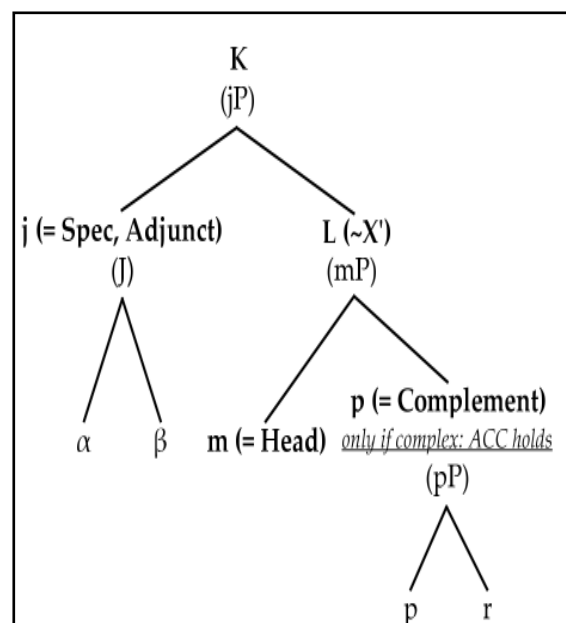 K
(jP)
j (= Spec, Adjunct) L (~X')
(J) (mP)
p (= Complement)
α β m (= Head) only if complex: ACC holds
(pP)
p r